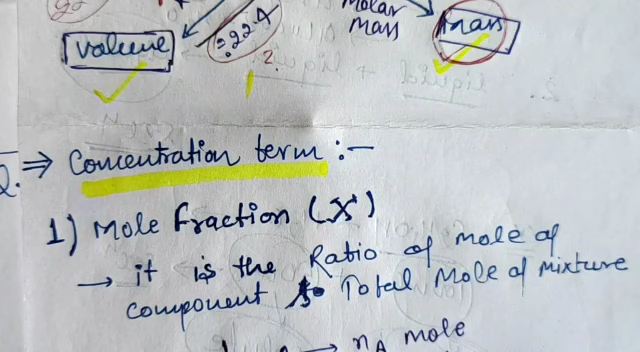 molar
mass
mass
÷22.4
volume
2.
⇒ Concentration term :-
1) Mole fraction (X)
→ it is the Ratio of mole of
component to Total Mole of mixture
→ nA mole